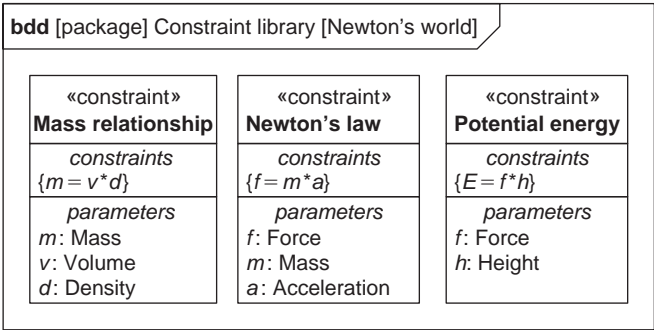 bdd [package] Constraint library [Newton's world]
«constraint»
Mass relationship
constraints
{m = v*d}
parameters
m: Mass
v: Volume
d: Density
«constraint»
Newton's law
constraints
{f = m*a}
parameters
f: Force
m: Mass
a: Acceleration
«constraint»
Potential energy
constraints
{E = f*h}
parameters
f: Force
h: Height